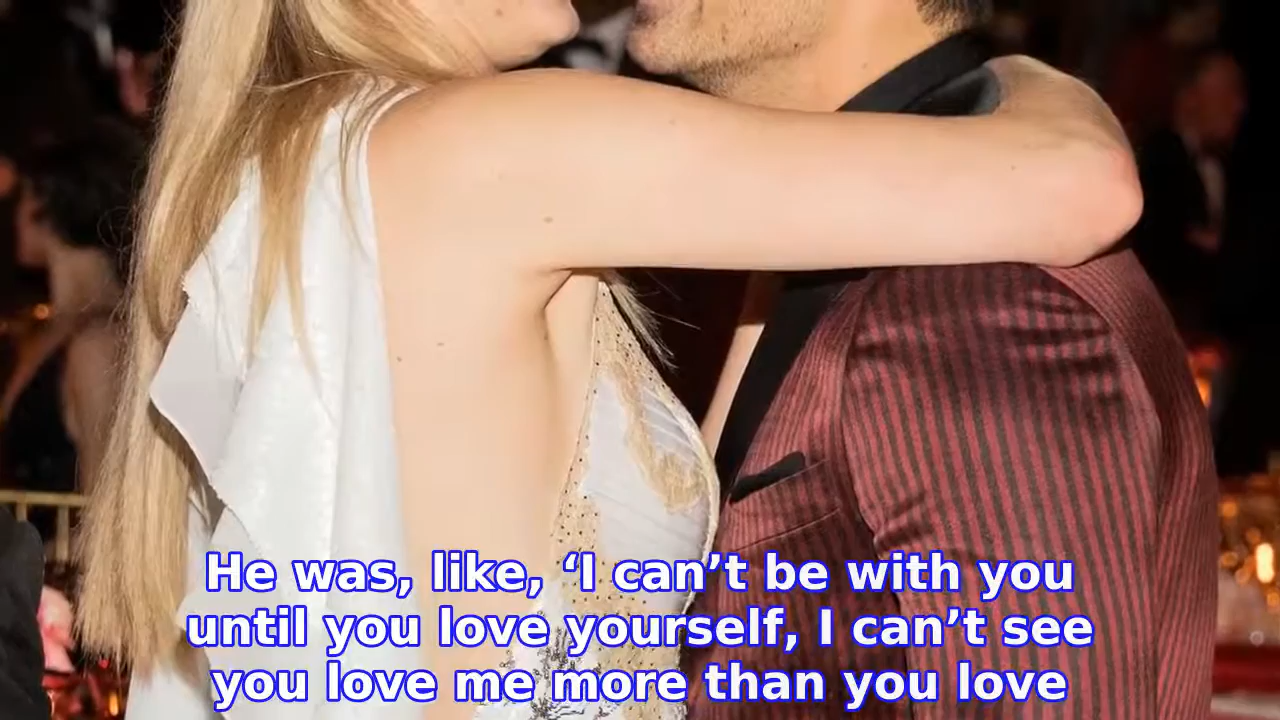 He was, like, ‘I can’t be with you
until you love yourself, I can’t see
you love me more than you love